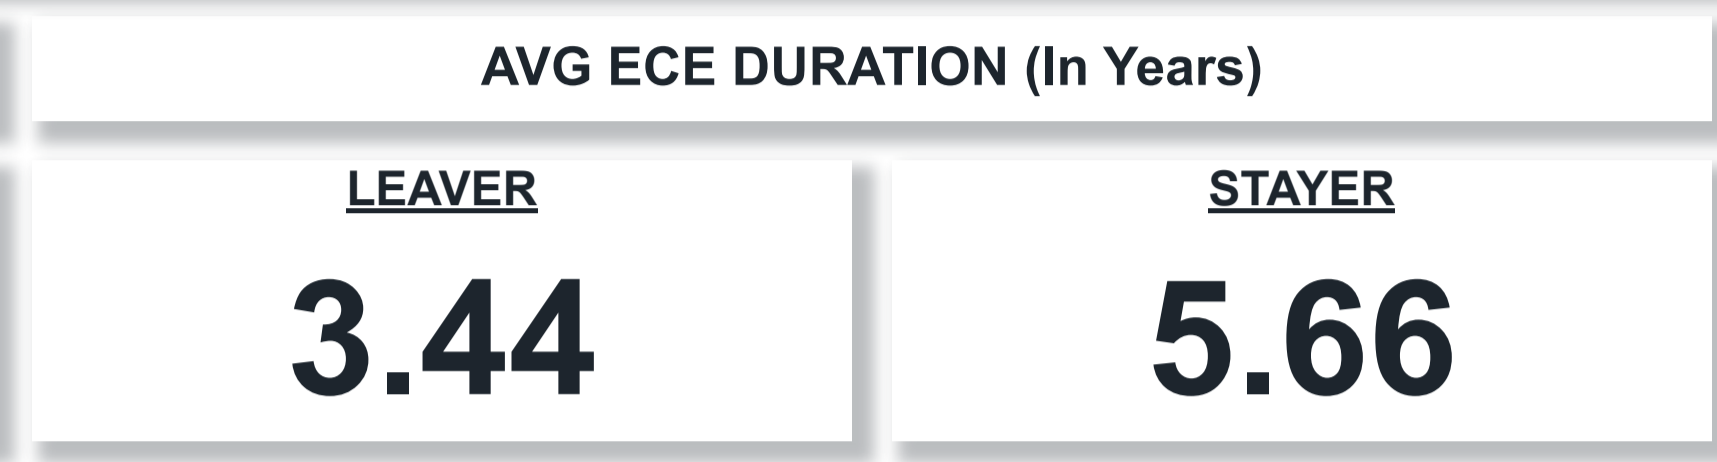 AVG ECE DURATION (In Years)
LEAVER
STAYER
3.44
5.66